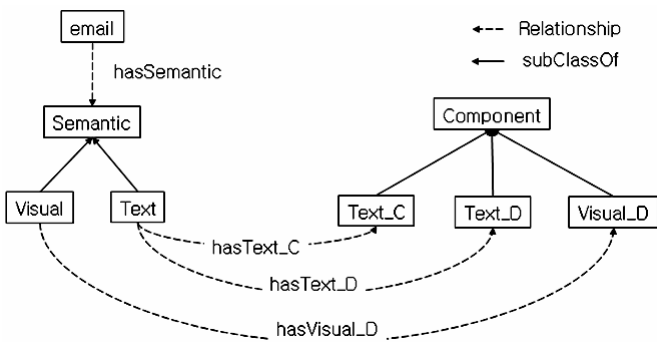 email
Relationship
hasSemantic
subClassOf
Semantic
Component
Visual
Text
Text_C
Text_D
Visual_D
hasText_C
hasText_D
hasVisual_D